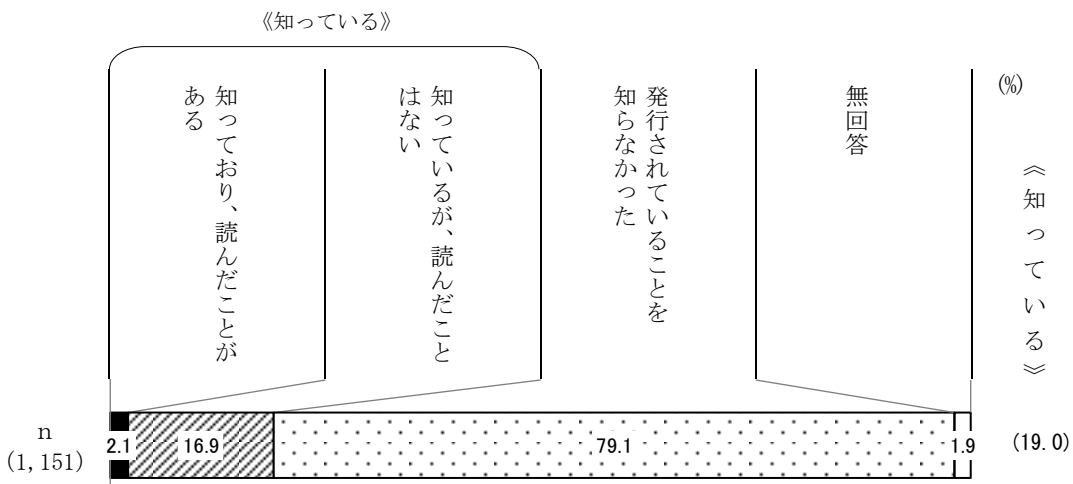 《知っている》
(%)
知っており、読んだことが
ある
知っているが、読んだこと
はない
発行されていることを
知らなかった
無回答
《知っている》
n
(1,151)
2.1
16.9
79.1
1.9
(19.0)